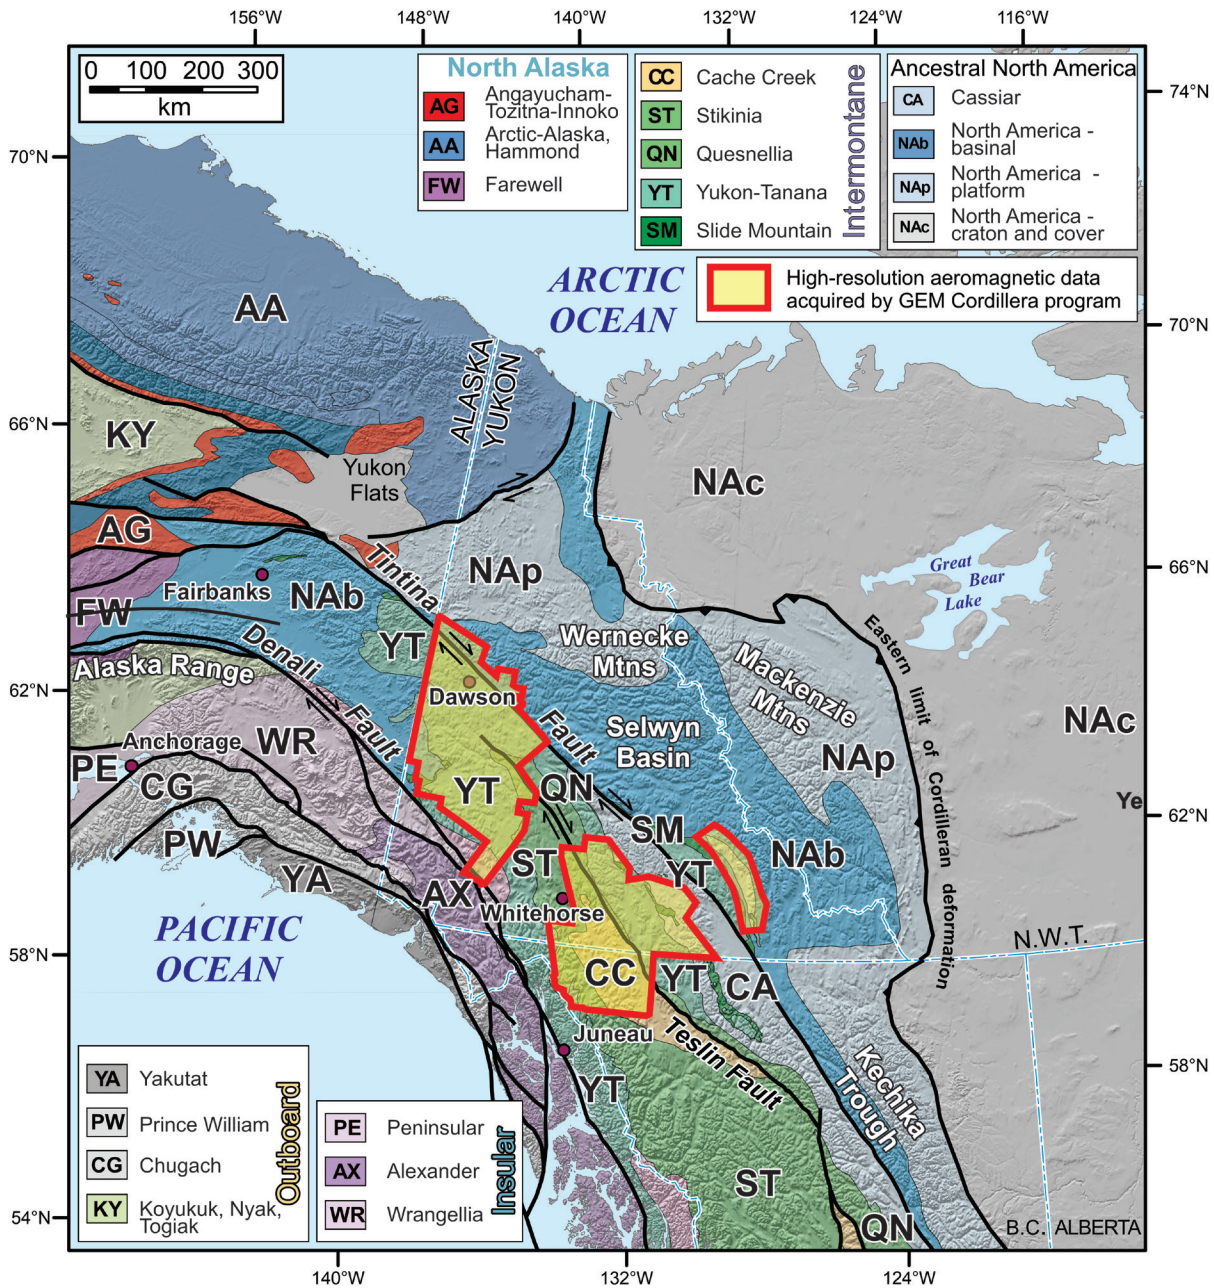 156°W
148°W
140°W
132°W
124°W
116°W
0 100 200 300
km
North Alaska
AG Angayucham-
Tozitna-Innoko
AA Arctic-Alaska,
Hammond
FW Farewell
CC Cache Creek
ST Stikinia
QN Quesnellia
YT Yukon-Tanana
SM Slide Mountain
Intermontane
Ancestral North America
CA Cassiar
NAb North America -
basinal
NAp North America -
platform
NAc North America -
craton and cover
High-resolution aeromagnetic data
acquired by GEM Cordillera program
74°N
70°N
70°N
66°N
66°N
62°N
62°N
58°N
58°N
54°N
ARCTIC
OCEAN
AA
ALASKA
YUKON
KY
Yukon
Flats
NAc
AG
Tintina
NAp
Great
Bear
Lake
Fairbanks
NAb
FW
YT
Wernecke
Mtns
Mackenzie
Mtns
Eastern limit of Cordilleran deformation
Denali
Fault
Alaska Range
Dawson
Fault
Selwyn
Basin
NAc
WR
Anchorage
PE
CG
YT
QN
NAp
Ye
PW
SM
NAb
YA
ST
YT
AX
Whitehorse
PACIFIC
OCEAN
N.W.T.
CC
YT
CA
Juneau
Teslin Fault
YT
Kechika
Trough
ST
QN
B.C.
ALBERTA
YA Yakutat
PW Prince William
CG Chugach
KY Koyukuk, Nyak,
Togiak
Outboard
PE Peninsular
AX Alexander
WR Wrangellia
Insular
140°W
132°W
124°W